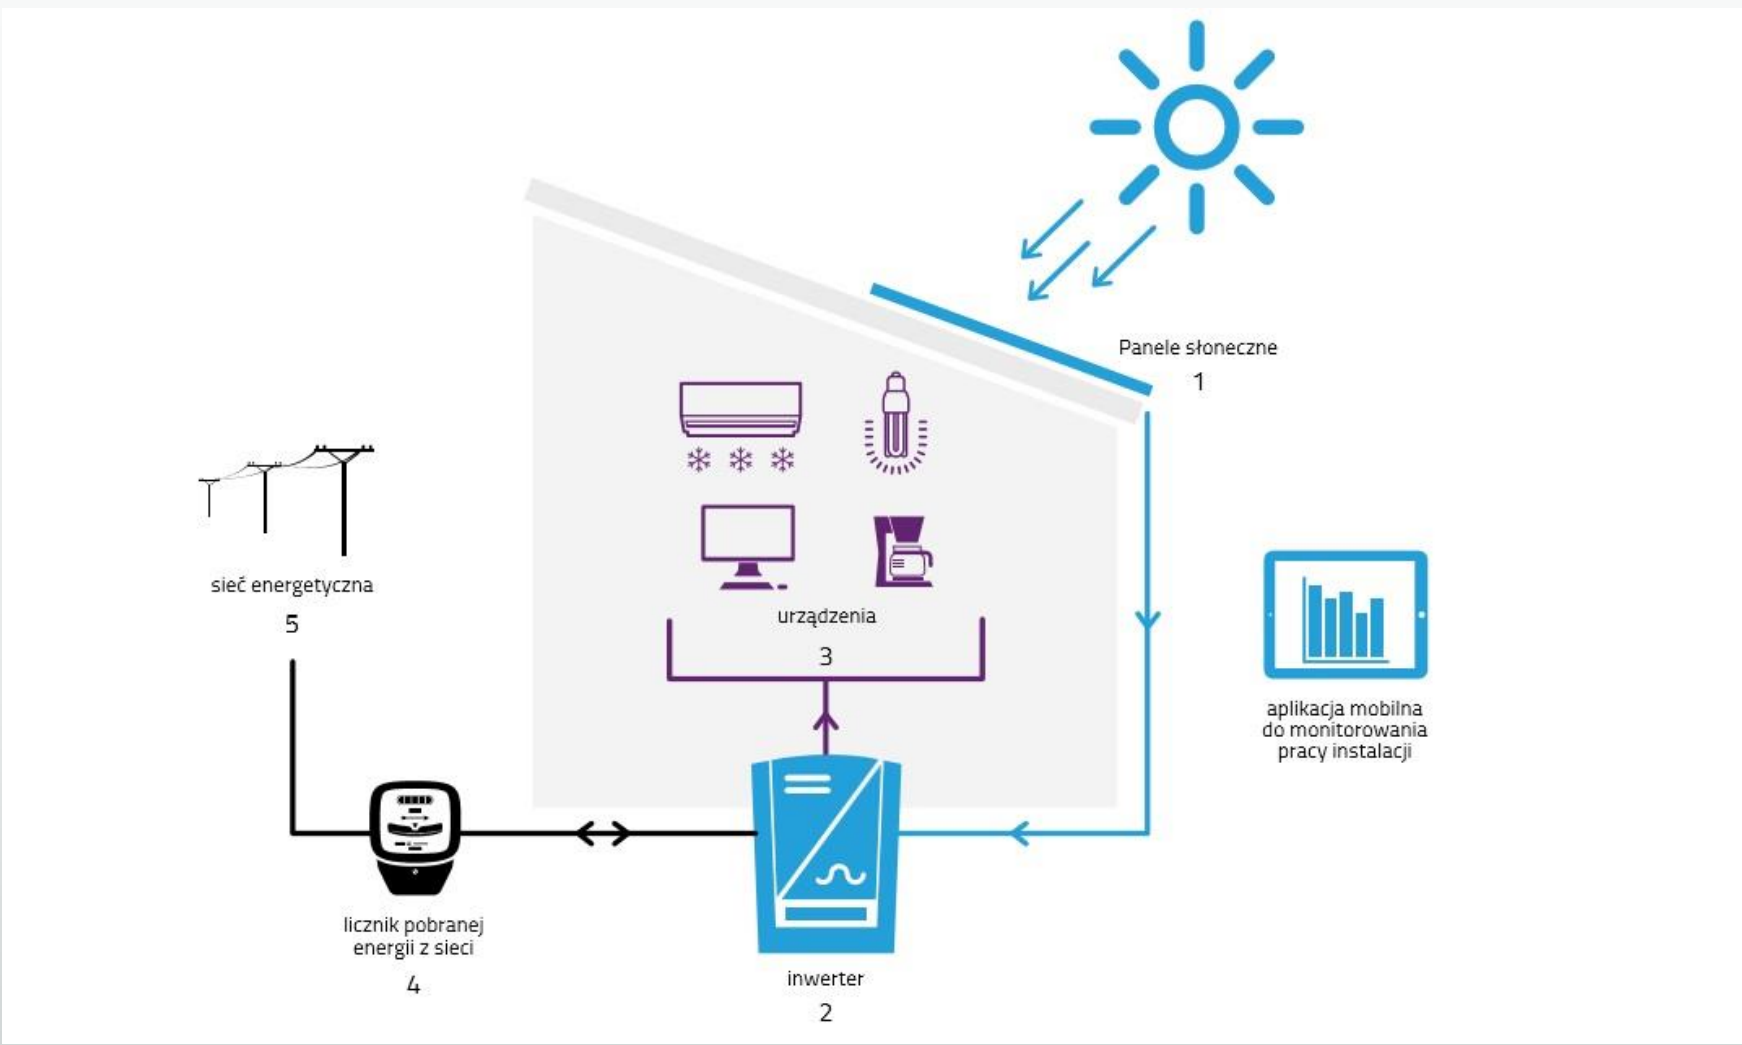 Panele słoneczne
1
sieć energetyczna
5
urządzenia
3
aplikacja mobilna
do monitorowania
pracy instalacji
licznik pobranej
energii z sieci
4
inwerter
2